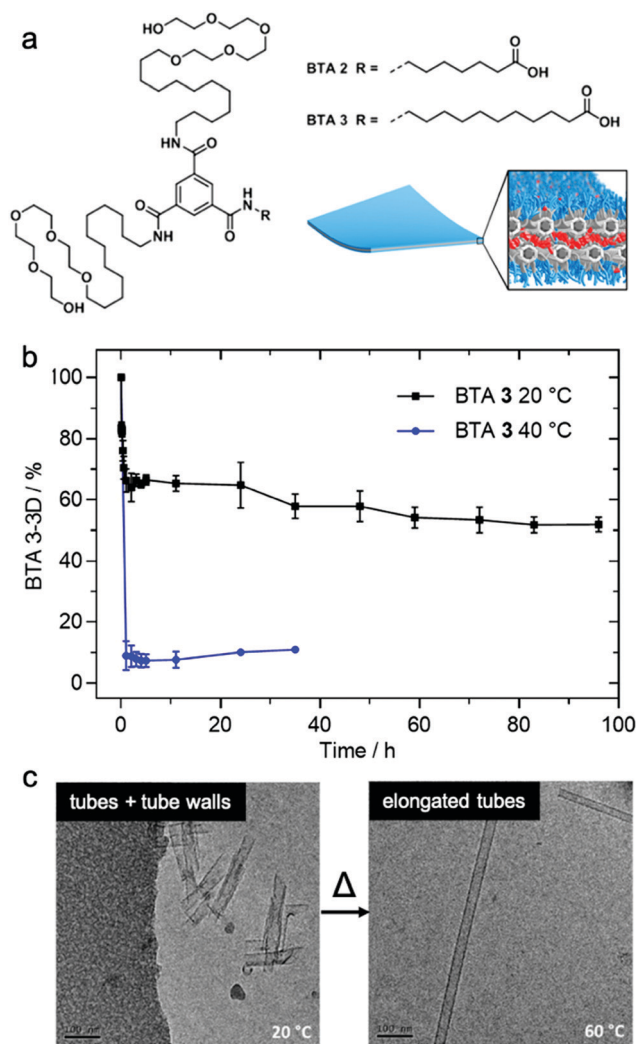 a
HO
O
O
O
O
NH
O
O
HN
R
O
NH
O
O
O
O
OH
BTA 2 R =
O
OH
BTA 3 R =
O
OH
b
BTA 3-3D / %
100
80
60
40
20
0
BTA 3 20 °C
BTA 3 40 °C
0 20 40 60 80 100
Time / h
c
tubes + tube walls
100 nm
20 °C
Δ
elongated tubes
100 nm
60 °C